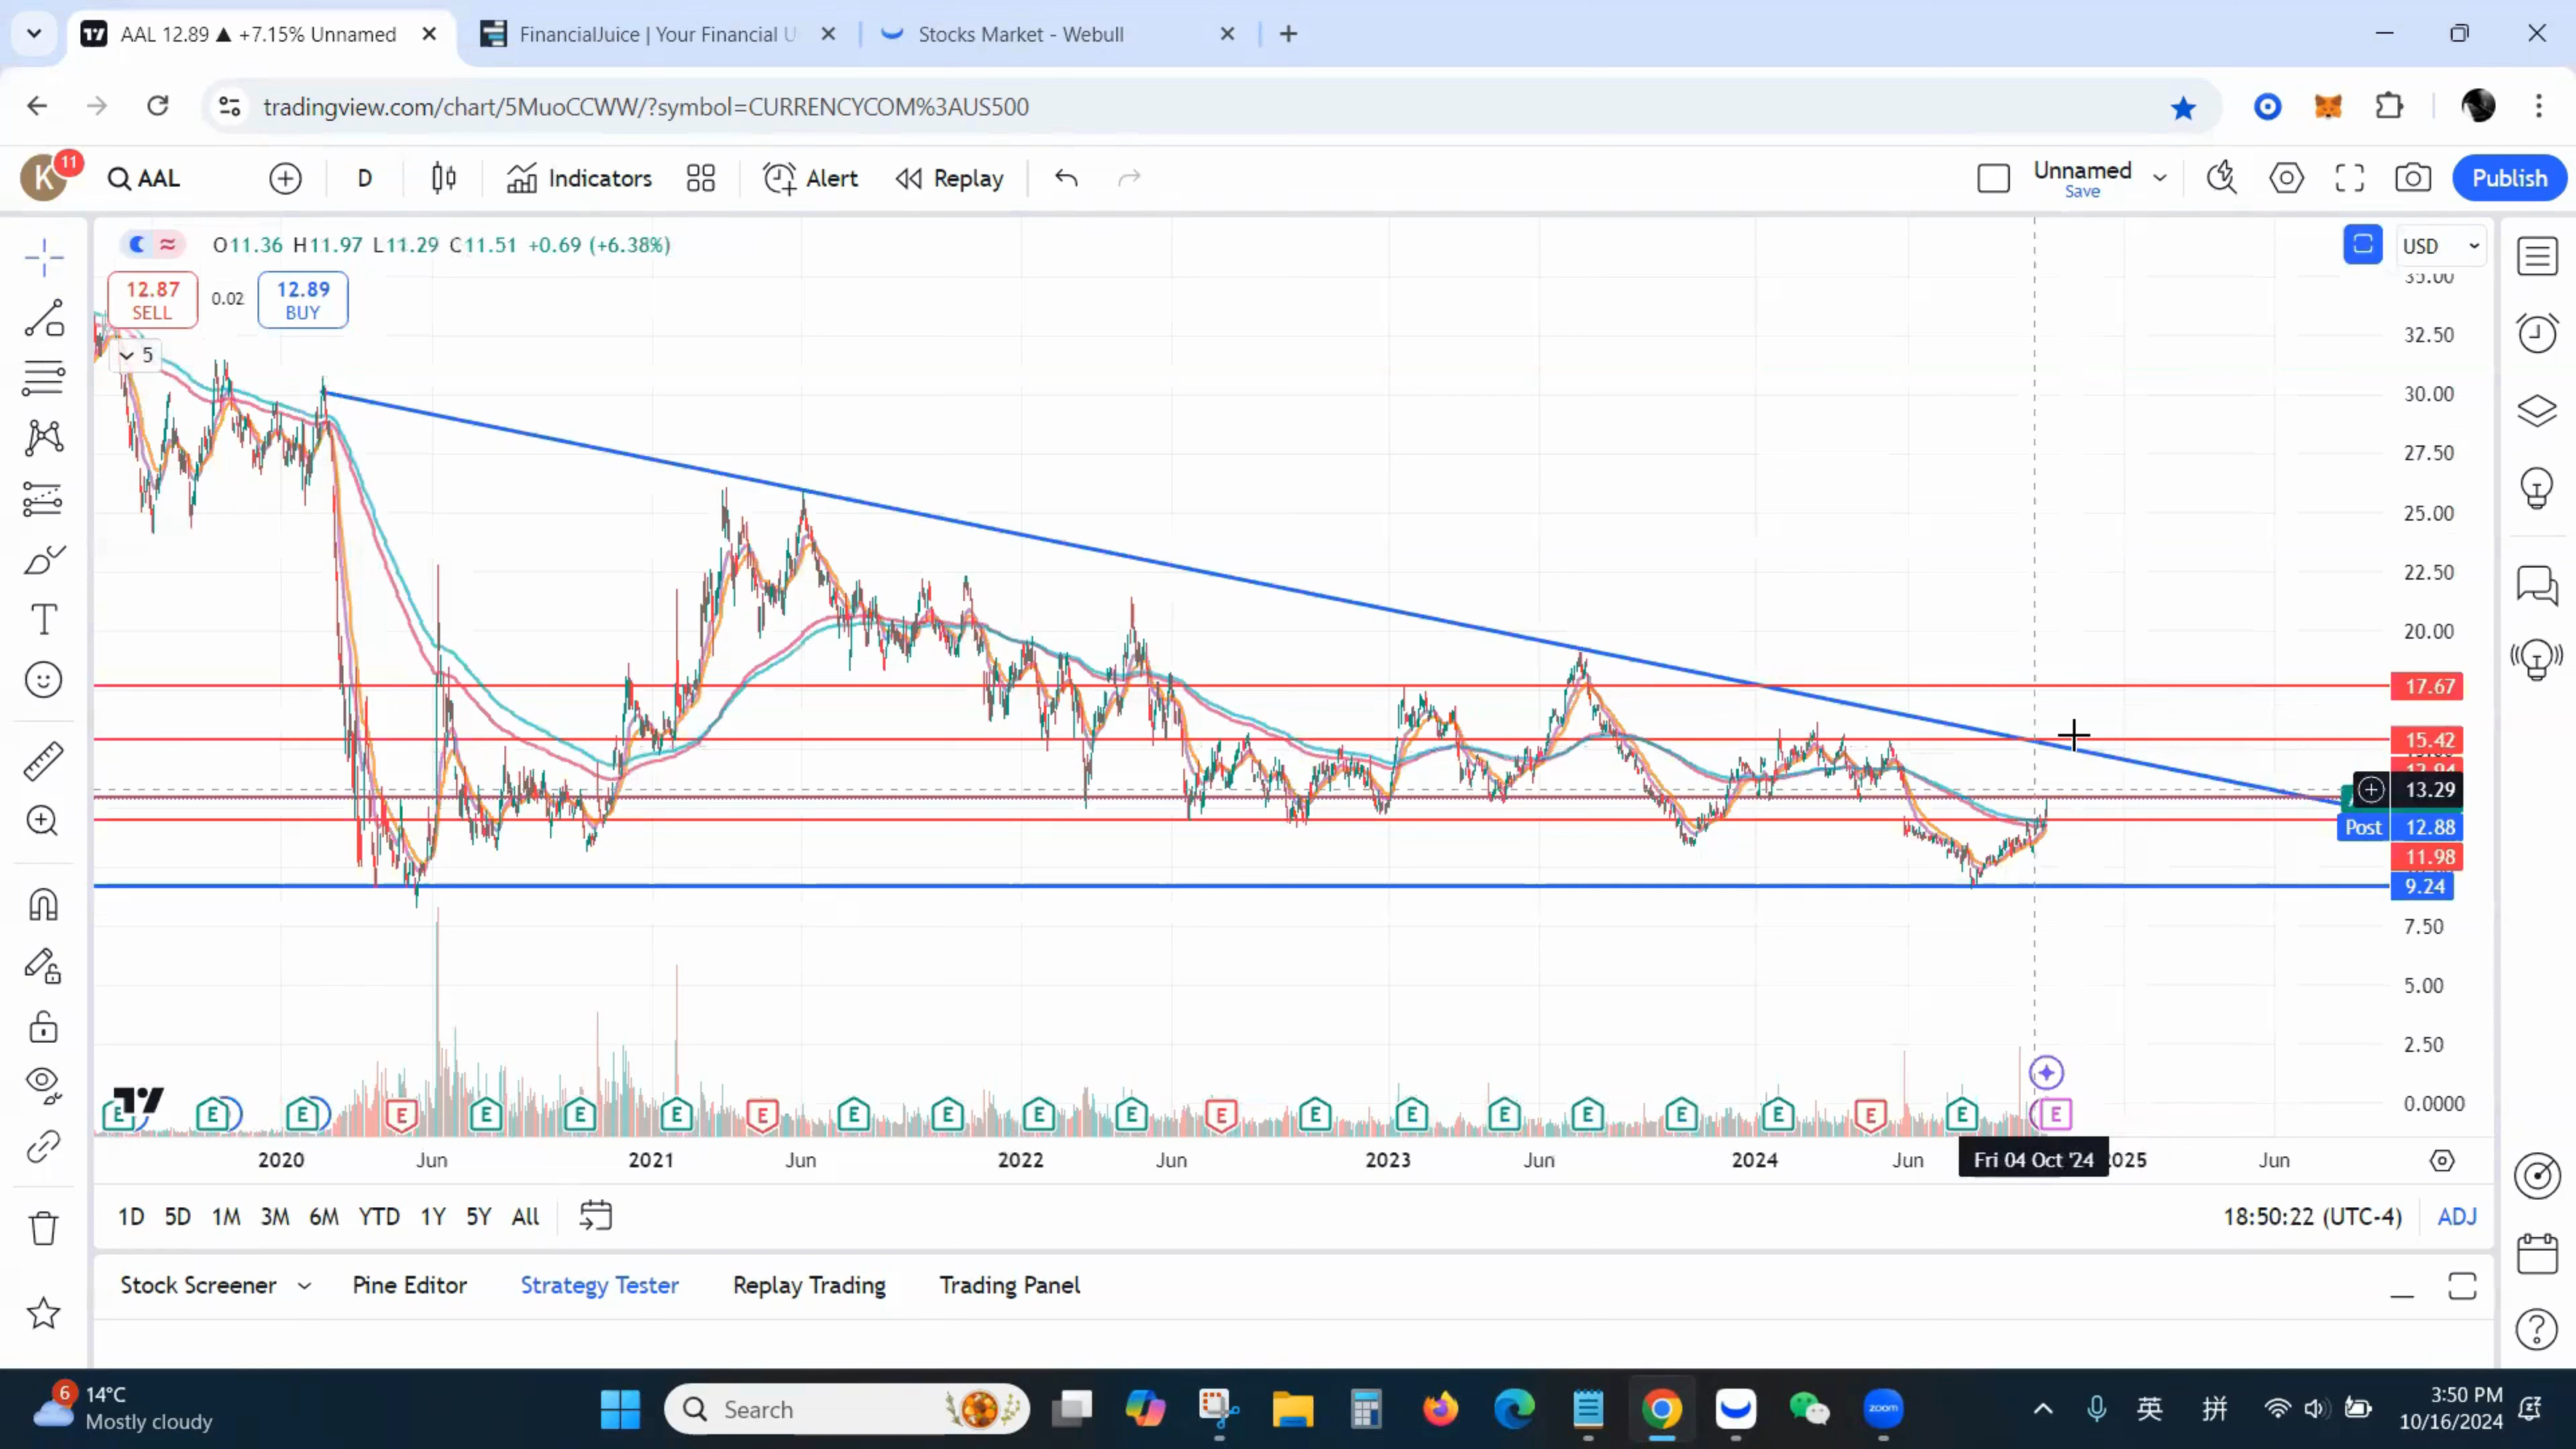 AAL 12.89 ▲ +7.15% Unnamed
FinancialJuice | Your Financial U
Stocks Market - Webull
tradingview.com/chart/5MuoCCWW/?symbol=CURRENCYCOM%3AUS500
K
11
AAL
D
Indicators
Alert
Replay
Unnamed
Save
Publish
O11.36 H11.97 L11.29 C11.51 +0.69 (+6.38%)
USD
12.87
SELL
0.02
12.89
BUY
5
35.00
32.50
30.00
27.50
25.00
22.50
20.00
17.67
15.42
13.29
Post 12.88
11.98
9.24
7.50
5.00
2.50
0.0000
E E E E E E E E E E E E E E E E E E E E E E
2020 Jun 2021 Jun 2022 Jun 2023 Jun 2024 Jun Fri 04 Oct '24 2025 Jun
1D 5D 1M 3M 6M YTD 1Y 5Y All
18:50:22 (UTC-4)
ADJ
Stock Screener
Pine Editor
Strategy Tester
Replay Trading
Trading Panel
6
14°C
Mostly cloudy
Search
zoom
英
拼
3:50 PM
10/16/2024